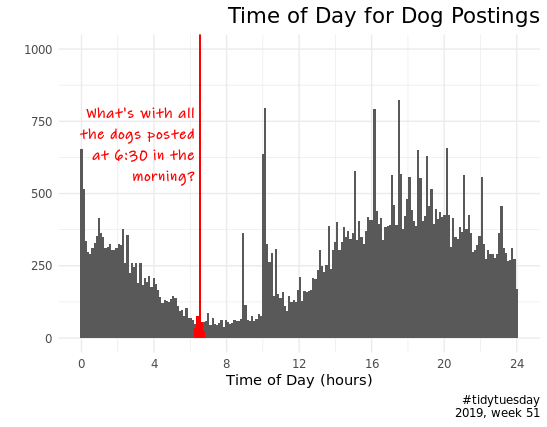 Time of Day for Dog Postings
1000
750
500
250
0
What's with all
the dogs posted
at 6:30 in the
morning?
0 4 8 12 16 20 24
Time of Day (hours)
#tidytuesday
2019, week 51